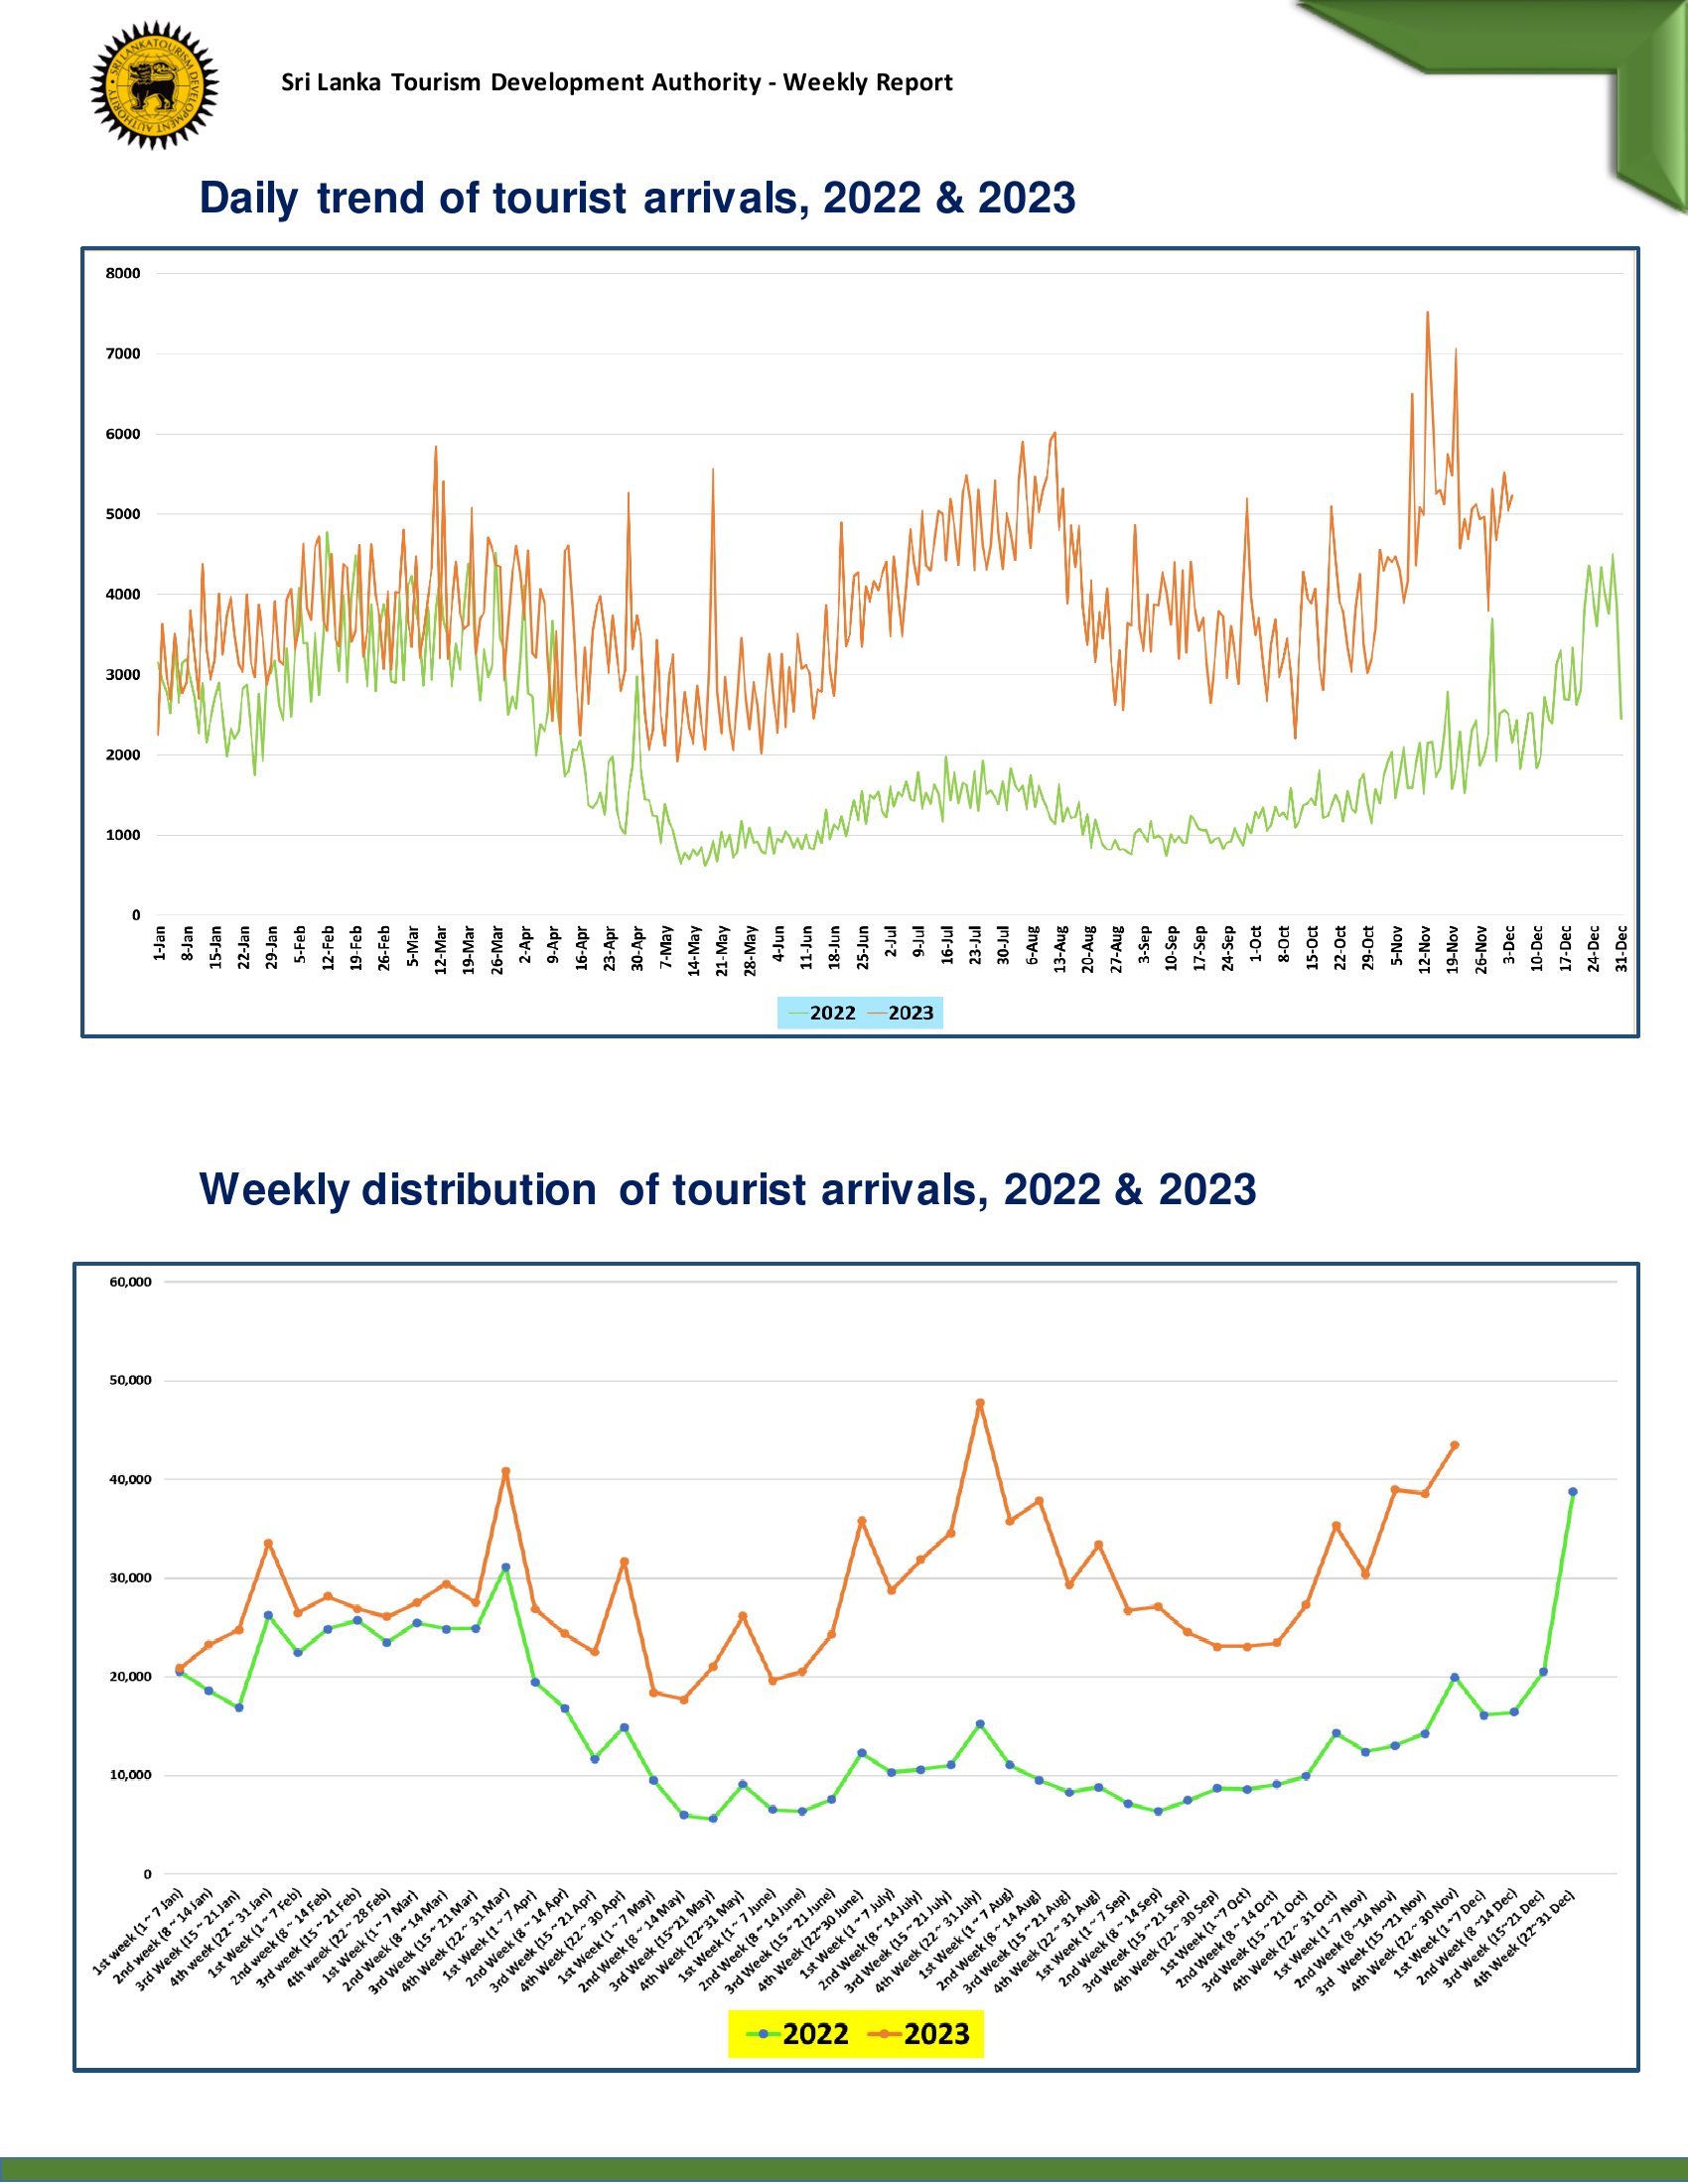 SRI LANKA TOURISM DEVELOPMENT AUTHORITY
Sri Lanka Tourism Development Authority - Weekly Report
Daily trend of tourist arrivals, 2022 & 2023
8000
7000
6000
5000
4000
3000
2000
1000
0
1-Jan 8-Jan 15-Jan 22-Jan 29-Jan 5-Feb 12-Feb 19-Feb 26-Feb 5-Mar 12-Mar 19-Mar 26-Mar 2-Apr 9-Apr 16-Apr 23-Apr 30-Apr 7-May 14-May 21-May 28-May 4-Jun 11-Jun 18-Jun 25-Jun 2-Jul 9-Jul 16-Jul 23-Jul 30-Jul 6-Aug 13-Aug 20-Aug 27-Aug 3-Sep 10-Sep 17-Sep 24-Sep 1-Oct 8-Oct 15-Oct 22-Oct 29-Oct 5-Nov 12-Nov 19-Nov 26-Nov 3-Dec 10-Dec 17-Dec 24-Dec 31-Dec
2022 2023
Weekly distribution of tourist arrivals, 2022 & 2023
60,000
50,000
40,000
30,000
20,000
10,000
0
1st week (1 ~ 7 Jan)
2nd week (8 ~ 14 Jan)
3rd Week (15 ~ 21 Jan)
4th week (22 ~ 31 Jan)
1st Week (1 ~ 7 Feb)
2nd week (8 ~ 14 Feb)
3rd week (15 ~ 21 Feb)
4th week (22 ~ 28 Feb)
1st Week (1 ~ 7 Mar)
2nd Week (8 ~ 14 Mar)
3rd Week (15 ~ 21 Mar)
4th Week (22 ~ 31 Mar)
1st Week (1 ~ 7 Apr)
2nd Week (8 ~ 14 Apr)
3rd Week (15 ~ 21 Apr)
4th Week (22 ~ 30 Apr)
1st Week (1 ~ 7 May)
2nd Week (8 ~ 14 May)
3rd Week (15~21 May)
4th Week (22~31 May)
1st Week (1 ~ 7 June)
2nd Week (8 ~ 14 June)
3rd Week (15 ~ 21 June)
4th Week (22~30 June)
1st Week (1 ~ 7 July)
2nd Week (8 ~ 14 July)
3rd Week (15 ~ 21 July)
4th Week (22 ~ 31 July)
1st Week (1 ~ 7 Aug)
2nd Week (8 ~ 14 Aug)
3rd Week (15 ~ 21 Aug)
4th Week (22 ~ 31 Aug)
1st Week (1 ~ 7 Sep)
2nd Week (8 ~ 14 Sep)
3rd Week (15 ~ 21 Sep)
4th Week (22 ~ 30 Sep)
1st Week (1 ~7 Oct)
2nd Week (8 ~ 14 Oct)
3rd Week (15 ~ 21 Oct)
4th Week (22 ~ 31 Oct)
1st Week (1 ~7 Nov)
2nd Week (8 ~14 Nov)
3rd Week (15 ~21 Nov)
4th Week (22 ~ 30 Nov)
1st Week (1 ~7 Dec)
2nd Week (8 ~14 Dec)
3rd Week (15~21 Dec)
4th Week (22~31 Dec)
2022 2023